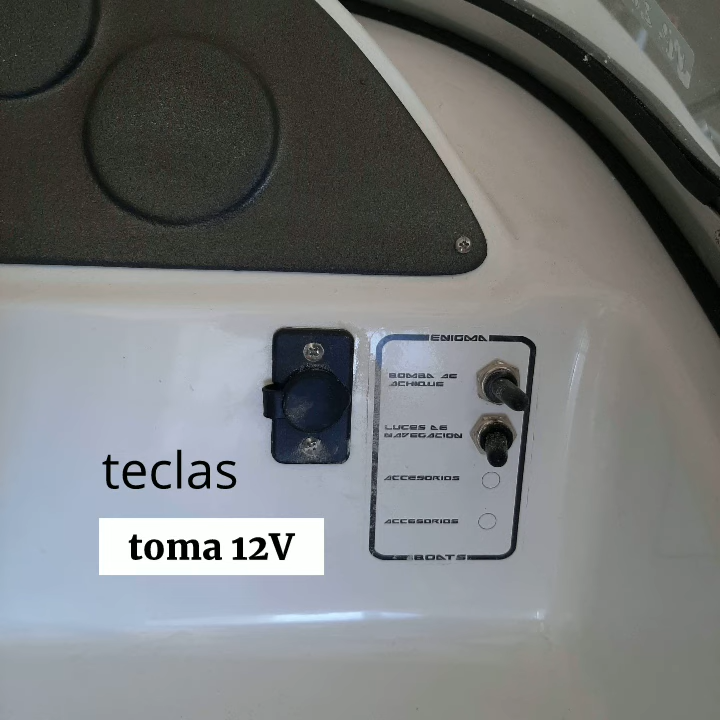 ENIGMA
BOMBA DE
ACHIQUE
LUCES DE
NAVEGACION
ACCESORIOS
ACCESORIOS
BOATS
teclas
toma 12V